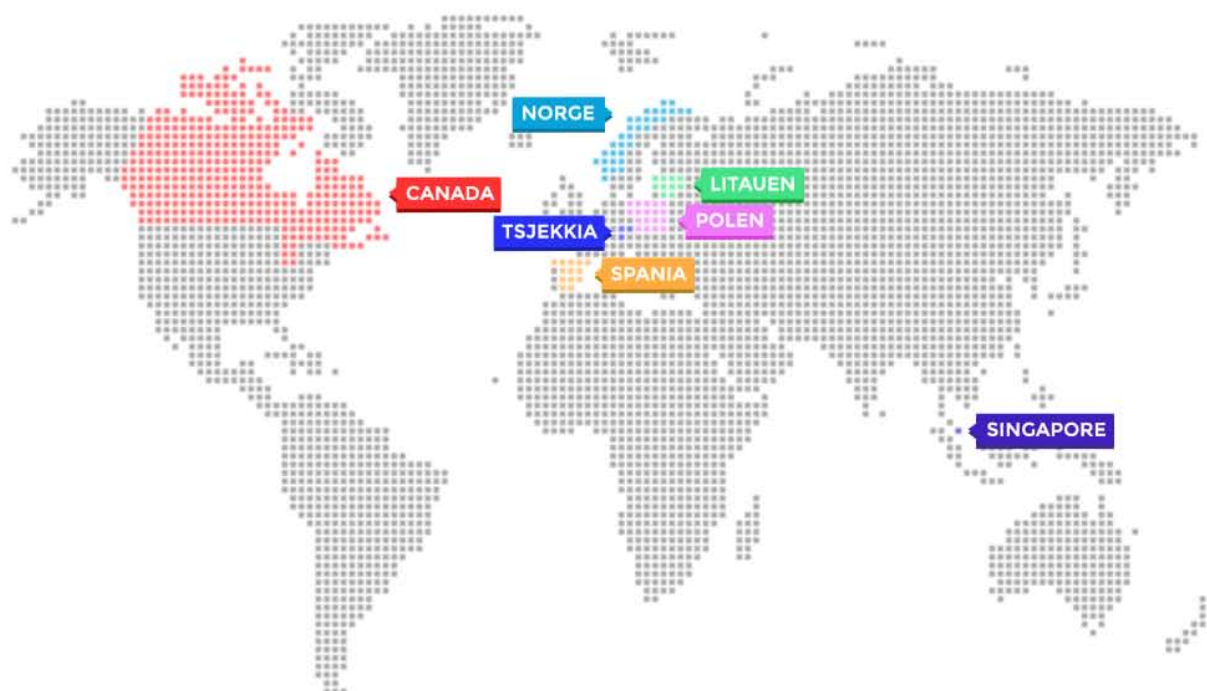 NORGE
LITAUEN
CANADA
POLEN
TSJEKKIA
SPANIA
SINGAPORE